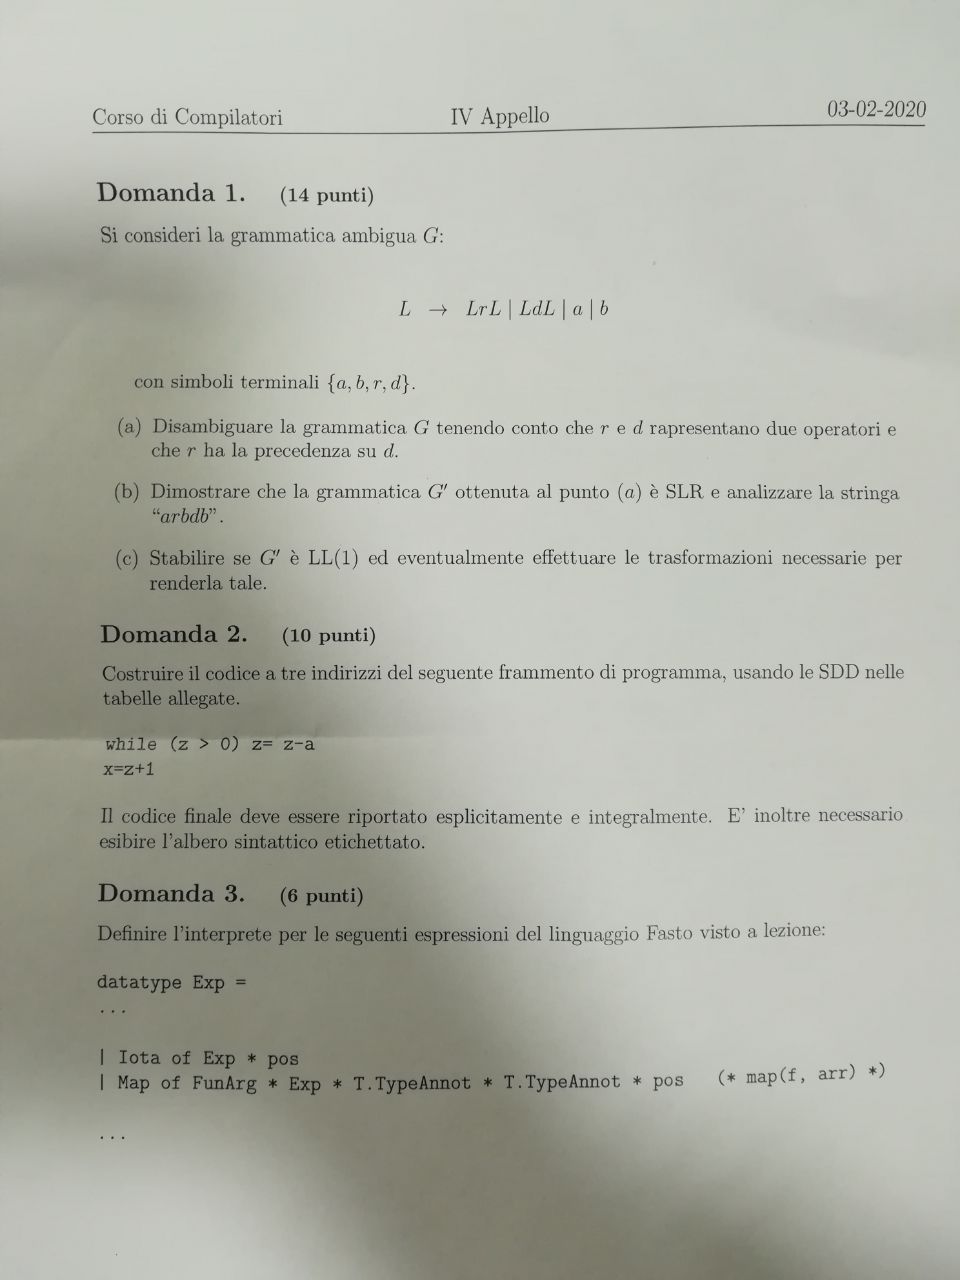 Corso di Compilatori IV Appello 03-02-2020
Domanda 1. (14 punti)
Si consideri la grammatica ambigua G:
L → LrL | LdL | a | b
con simboli terminali {a, b, r, d}.
(a) Disambiguare la grammatica G tenendo conto che r e d rapresentano due operatori e
che r ha la precedenza su d.
(b) Dimostrare che la grammatica G′ ottenuta al punto (a) è SLR e analizzare la stringa
“arbdb”.
(c) Stabilire se G′ è LL(1) ed eventualmente effettuare le trasformazioni necessarie per
renderla tale.
Domanda 2. (10 punti)
Costruire il codice a tre indirizzi del seguente frammento di programma, usando le SDD nelle
tabelle allegate.
while (z > 0) z= z-a
x=z+1
Il codice finale deve essere riportato esplicitamente e integralmente. E' inoltre necessario
esibire l'albero sintattico etichettato.
Domanda 3. (6 punti)
Definire l'interprete per le seguenti espressioni del linguaggio Fasto visto a lezione:
datatype Exp =
...
| Iota of Exp * pos
| Map of FunArg * Exp * T.TypeAnnot * T.TypeAnnot * pos (* map(f, arr) *)
...